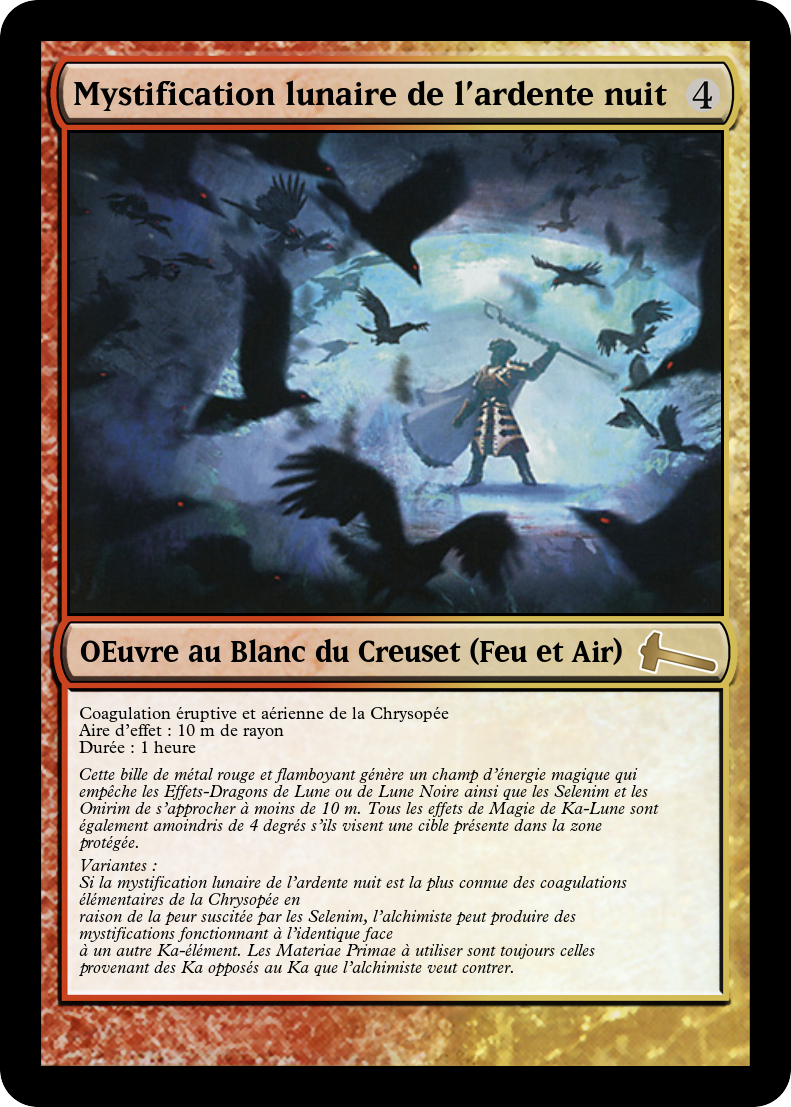 Mystification lunaire de l'ardente nuit 4
OEuvre au Blanc du Creuset (Feu et Air)
Coagulation éruptive et aérienne de la Chrysopée
Aire d'effet : 10 m de rayon
Durée : 1 heure
Cette bille de métal rouge et flamboyant génère un champ d'énergie magique qui
empêche les Effets-Dragons de Lune ou de Lune Noire ainsi que les Selenim et les
Onirim de s'approcher à moins de 10 m. Tous les effets de Magie de Ka-Lune sont
également amoindris de 4 degrés s'ils visent une cible présente dans la zone
protégée.
Variantes :
Si la mystification lunaire de l'ardente nuit est la plus connue des coagulations
élémentaires de la Chrysopée en
raison de la peur suscitée par les Selenim, l'alchimiste peut produire des
mystifications fonctionnant à l'identique face
à un autre Ka-élément. Les Materiae Primae à utiliser sont toujours celles
provenant des Ka opposés au Ka que l'alchimiste veut contrer.